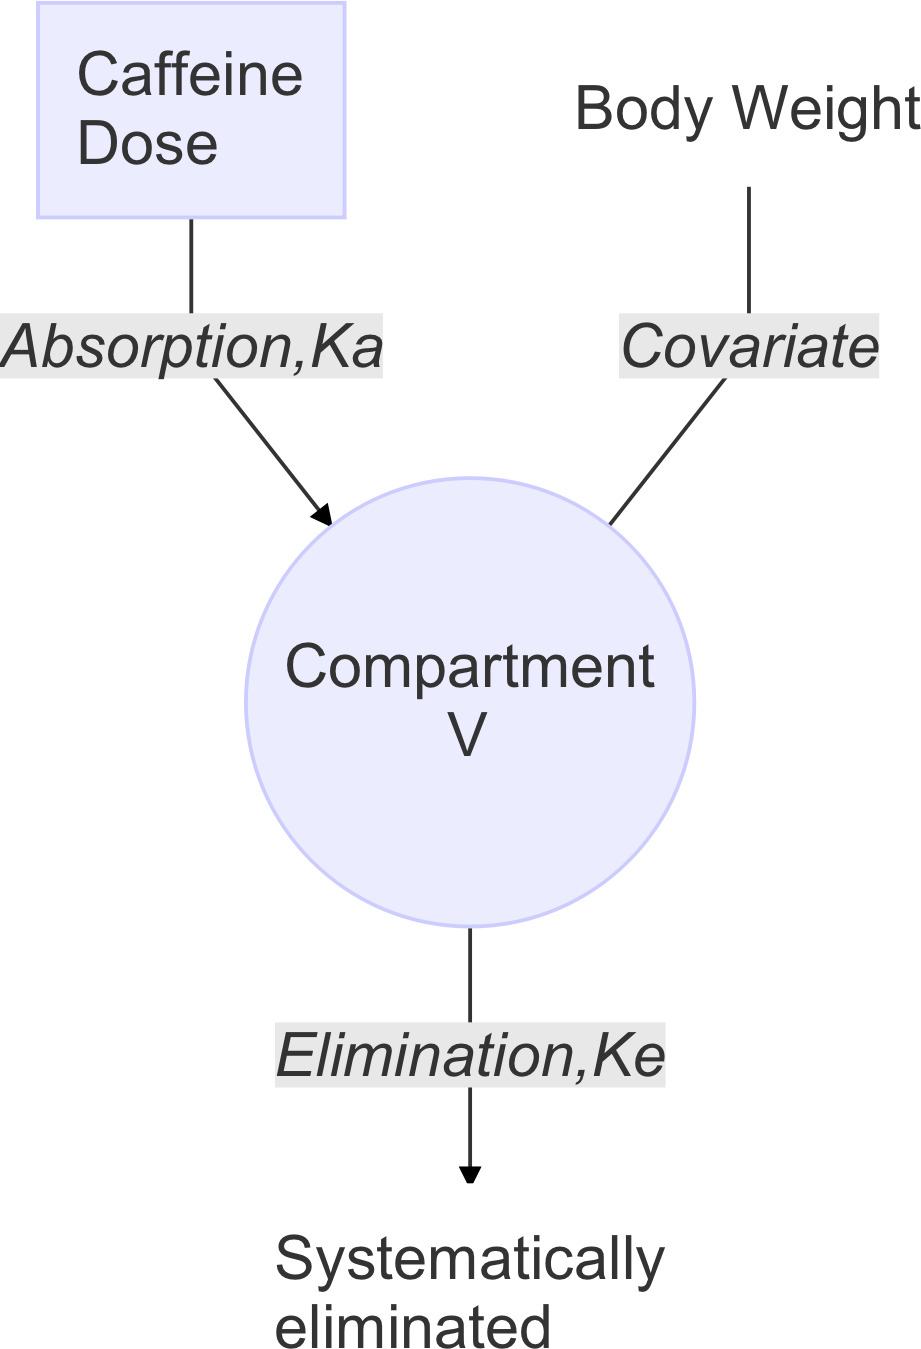 Caffeine
Dose
Body Weight
Absorption,Ka
Covariate
Compartment
V
Elimination,Ke
Systematically
eliminated